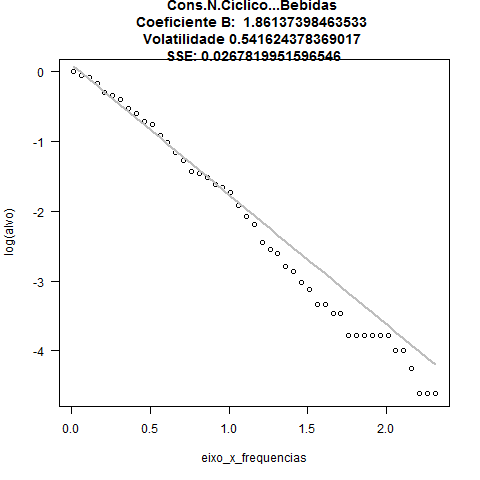 Cons.N.Ciclico...Bebidas
Coeficiente B:  1.86137398463533
Volatilidade 0.541624378369017
SSE: 0.0267819951596546
0
-1
-2
-3
-4
log(alvo)
0.0
0.5
1.0
1.5
2.0
eixo_x_frequencias